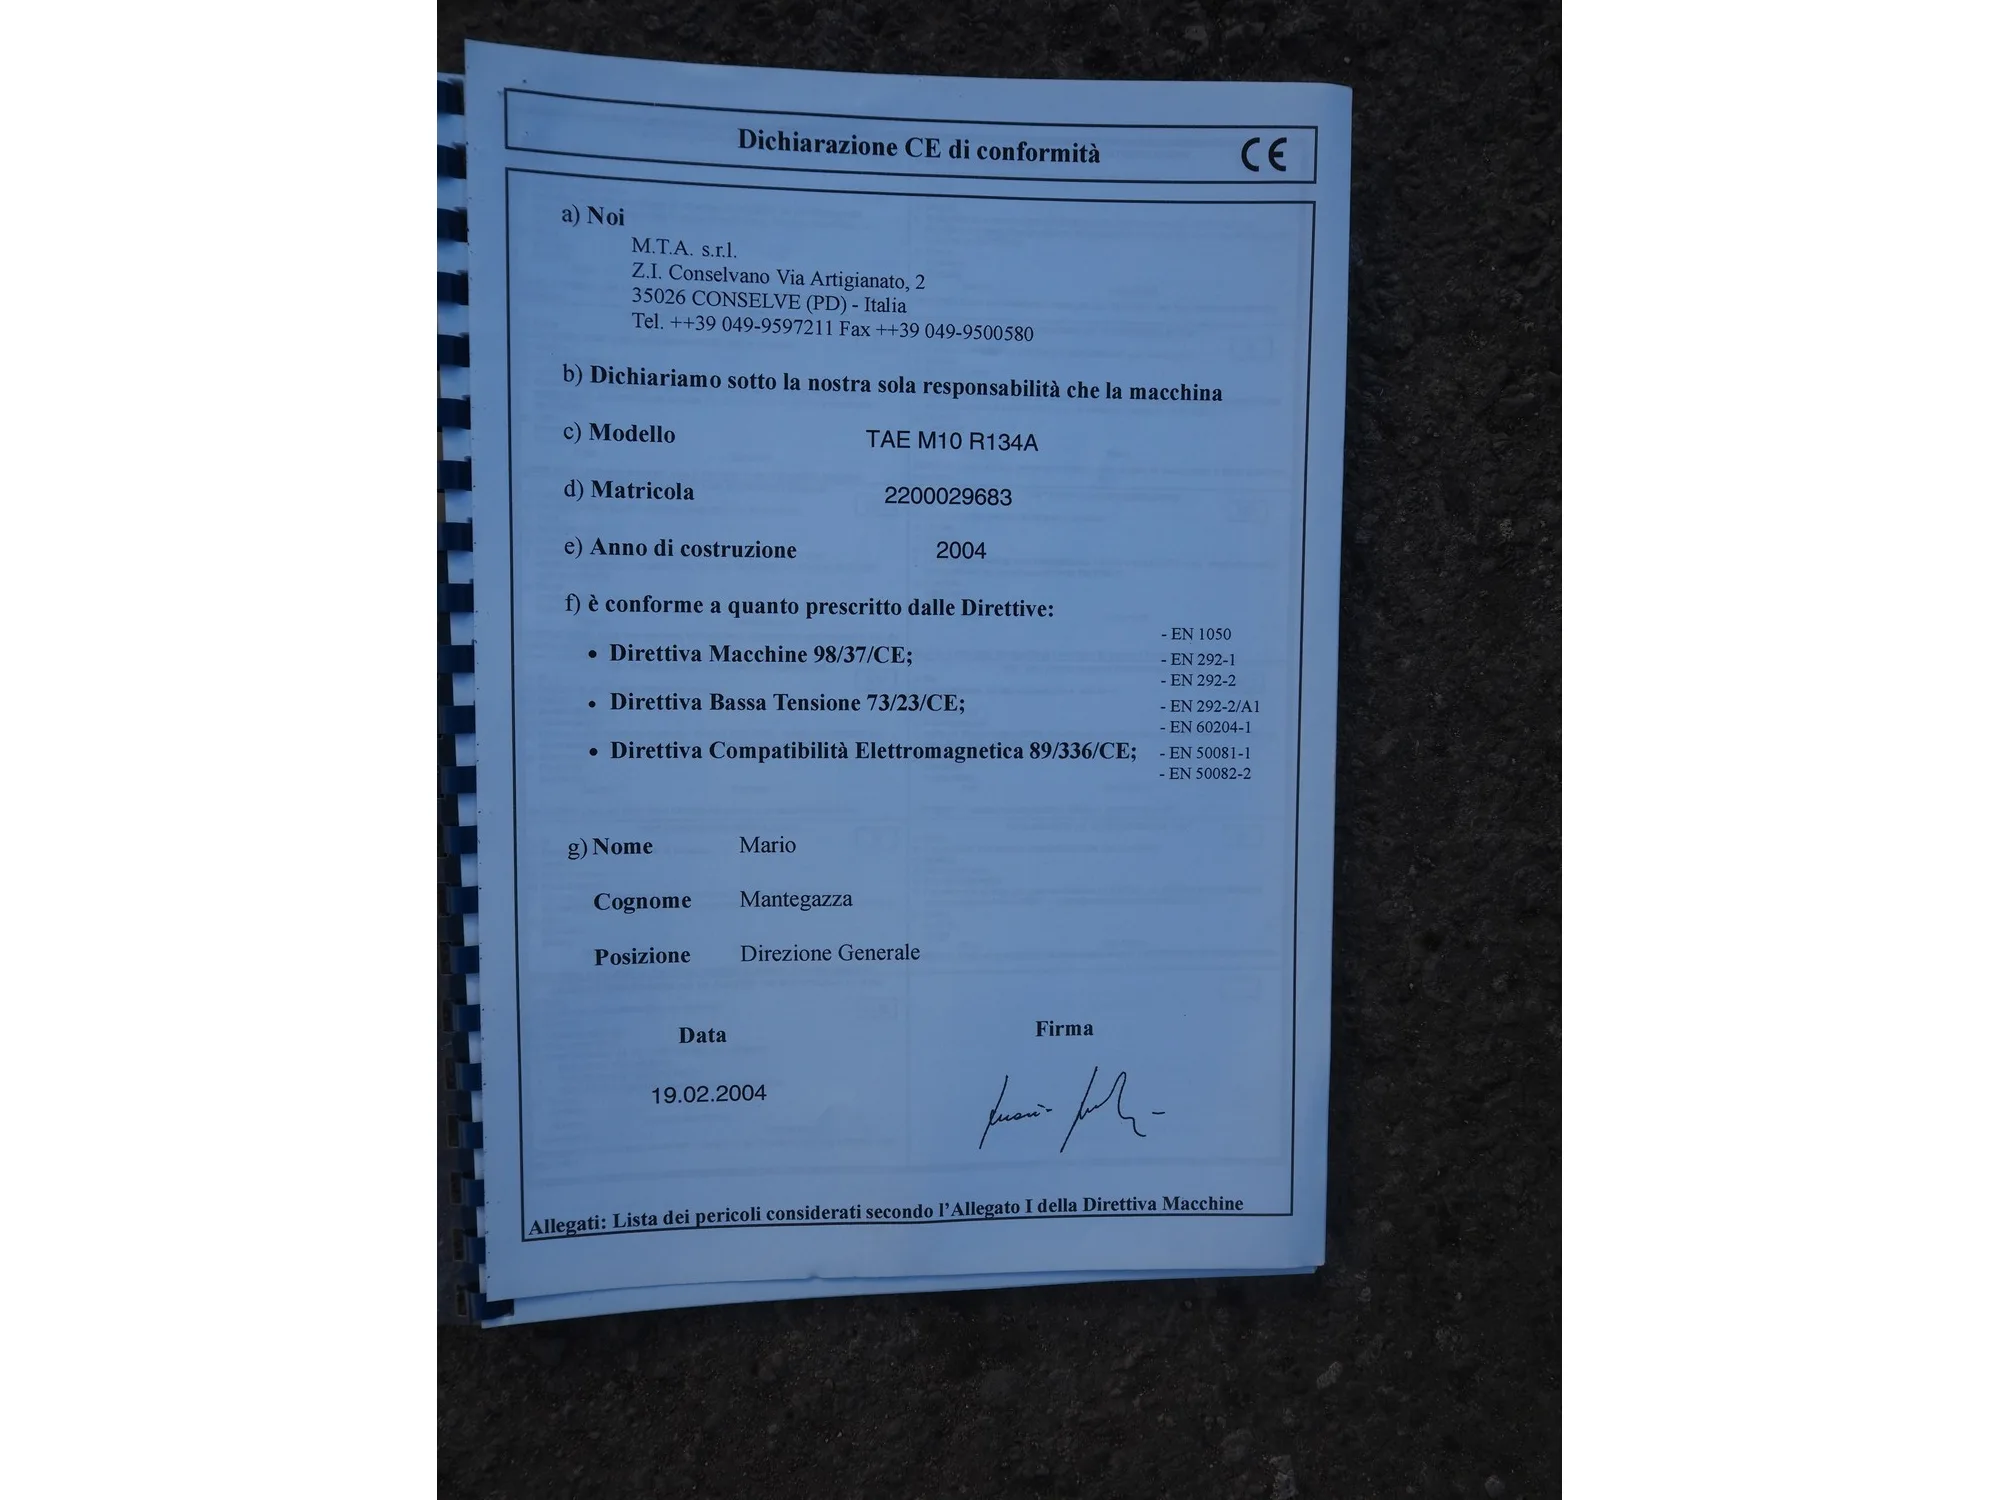 Dichiarazione CE di conformità
CE
a) Noi
M.T.A. s.r.l.
Z.I. Conselvano Via Artigianato, 2
35026 CONSELVE (PD) - Italia
Tel. ++39 049-9597211 Fax ++39 049-9500580
b) Dichiariamo sotto la nostra sola responsabilità che la macchina
c) Modello TAE M10 R134A
d) Matricola 2200029683
e) Anno di costruzione 2004
f) è conforme a quanto prescritto dalle Direttive:
• Direttiva Macchine 98/37/CE;
• Direttiva Bassa Tensione 73/23/CE;
• Direttiva Compatibilità Elettromagnetica 89/336/CE;
- EN 1050
- EN 292-1
- EN 292-2
- EN 292-2/A1
- EN 60204-1
- EN 50081-1
- EN 50082-2
g) Nome Mario
Cognome Mantegazza
Posizione Direzione Generale
Data Firma
19.02.2004
Allegati: Lista dei pericoli considerati secondo l'Allegato I della Direttiva Macchine